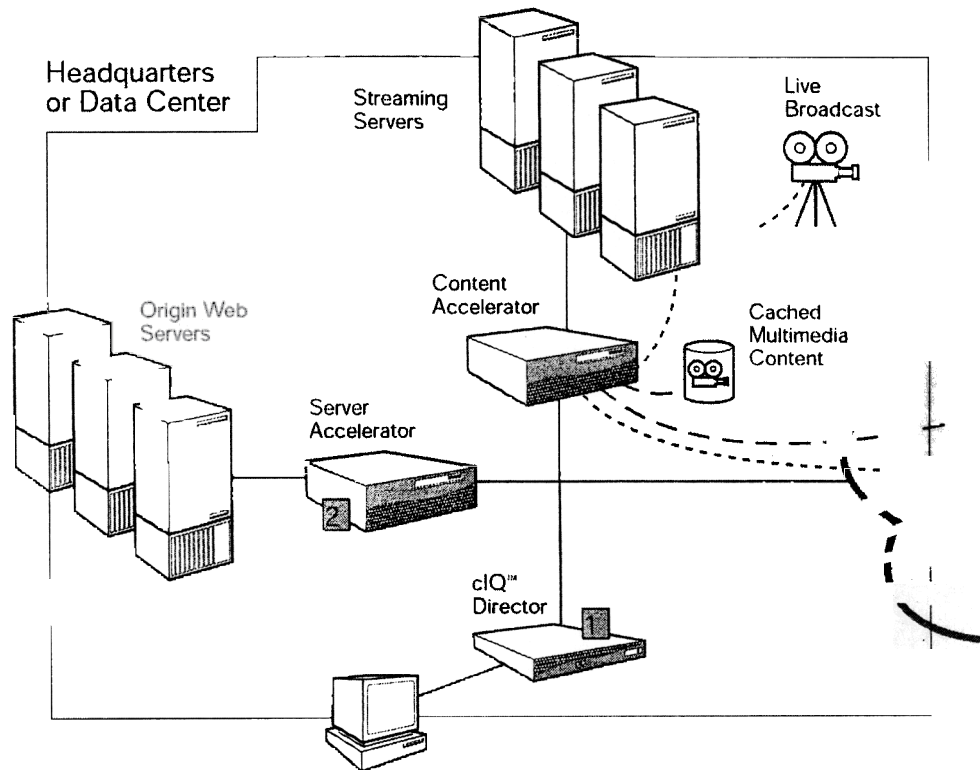 Headquarters
or Data Center
Streaming
Servers
Live
Broadcast
Content
Accelerator
Cached
Multimedia
Content
Origin Web
Servers
Server
Accelerator
2
cIQ™
Director
1